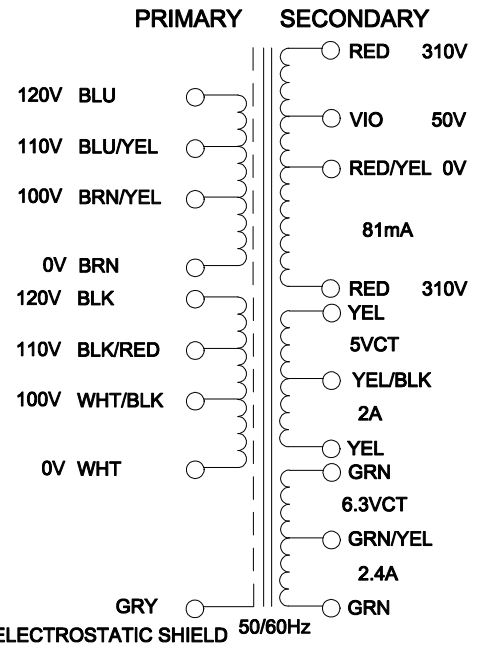 PRIMARY SECONDARY
RED 310V
120V BLU
VIO 50V
110V BLU/YEL
RED/YEL 0V
100V BRN/YEL
81mA
0V BRN
RED 310V
120V BLK
YEL
5VCT
110V BLK/RED
YEL/BLK
100V WHT/BLK
2A
YEL
0V WHT
GRN
6.3VCT
GRN/YEL
2.4A
GRY
GRN
ELECTROSTATIC SHIELD 50/60Hz